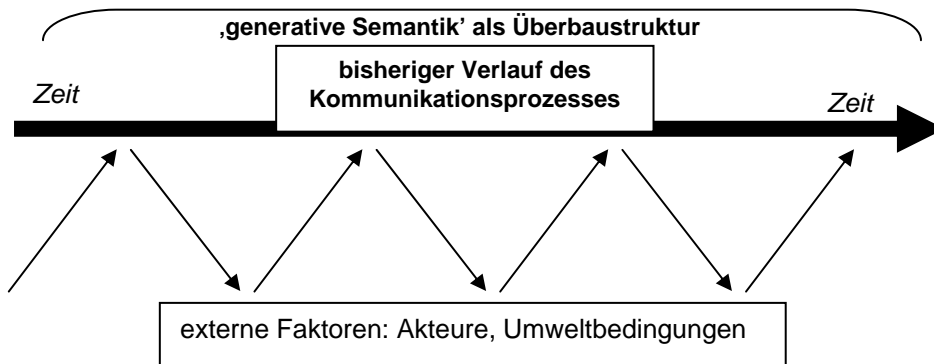 ‚generative Semantik’ als Überbaustruktur
bisheriger Verlauf des
Kommunikationsprozesses
Zeit
Zeit
externe Faktoren: Akteure, Umweltbedingungen